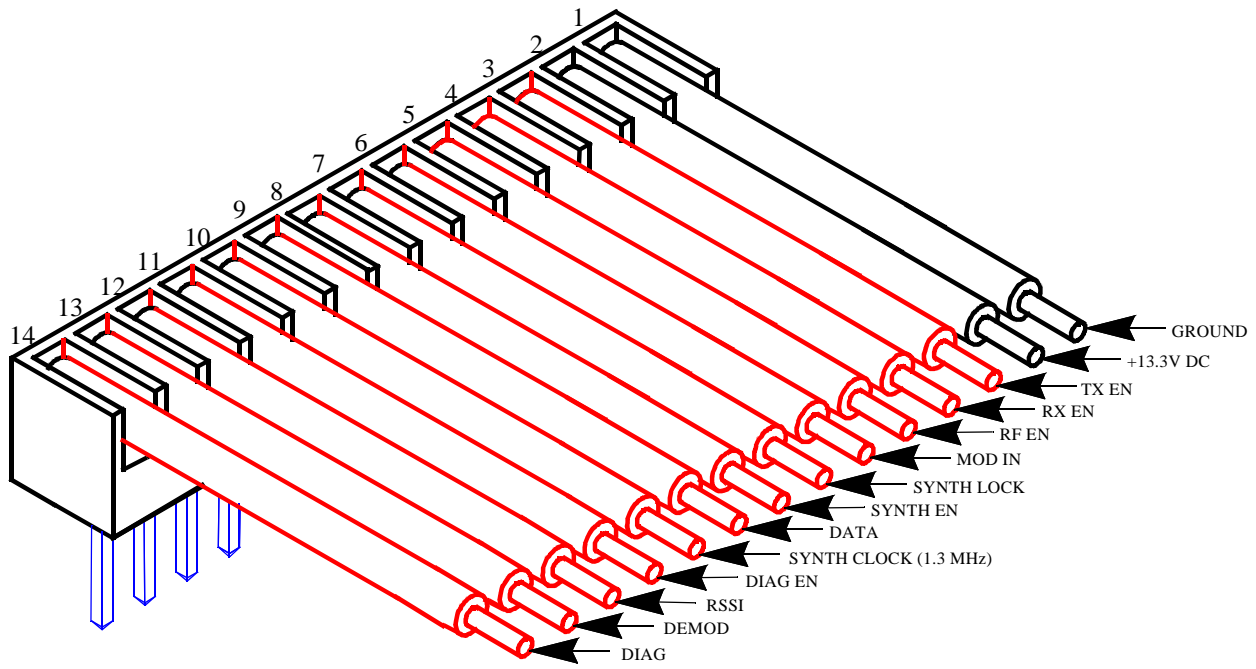 1
2
3
4
5
6
7
8
9
10
11
12
13
14
GROUND
+13.3V DC
TX EN
RX EN
RF EN
MOD IN
SYNTH LOCK
SYNTH EN
DATA
SYNTH CLOCK (1.3 MHz)
DIAG EN
RSSI
DEMOD
DIAG